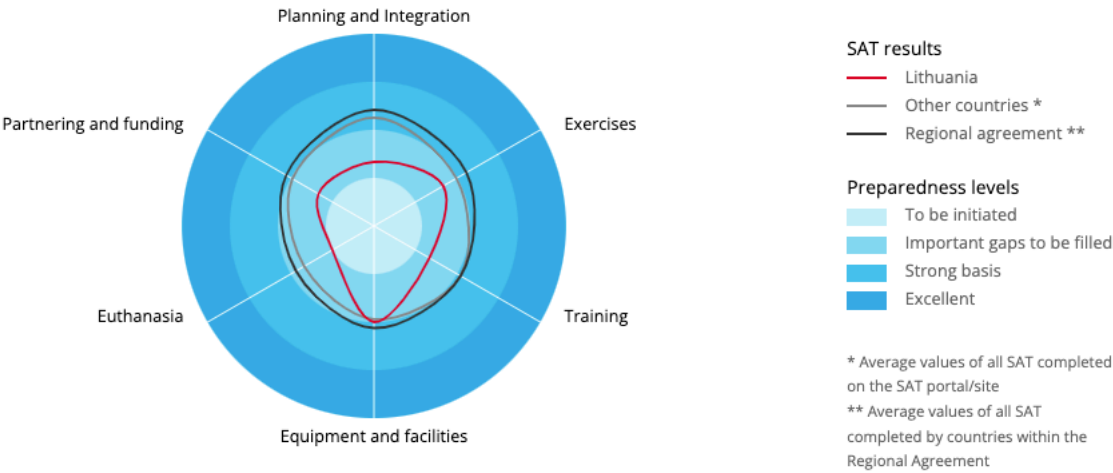 Planning and Integration
Partnering and funding
Exercises
Euthanasia
Training
Equipment and facilities
SAT results
Lithuania
Other countries *
Regional agreement **
Preparedness levels
To be initiated
Important gaps to be filled
Strong basis
Excellent
* Average values of all SAT completed
on the SAT portal/site
** Average values of all SAT
completed by countries within the
Regional Agreement